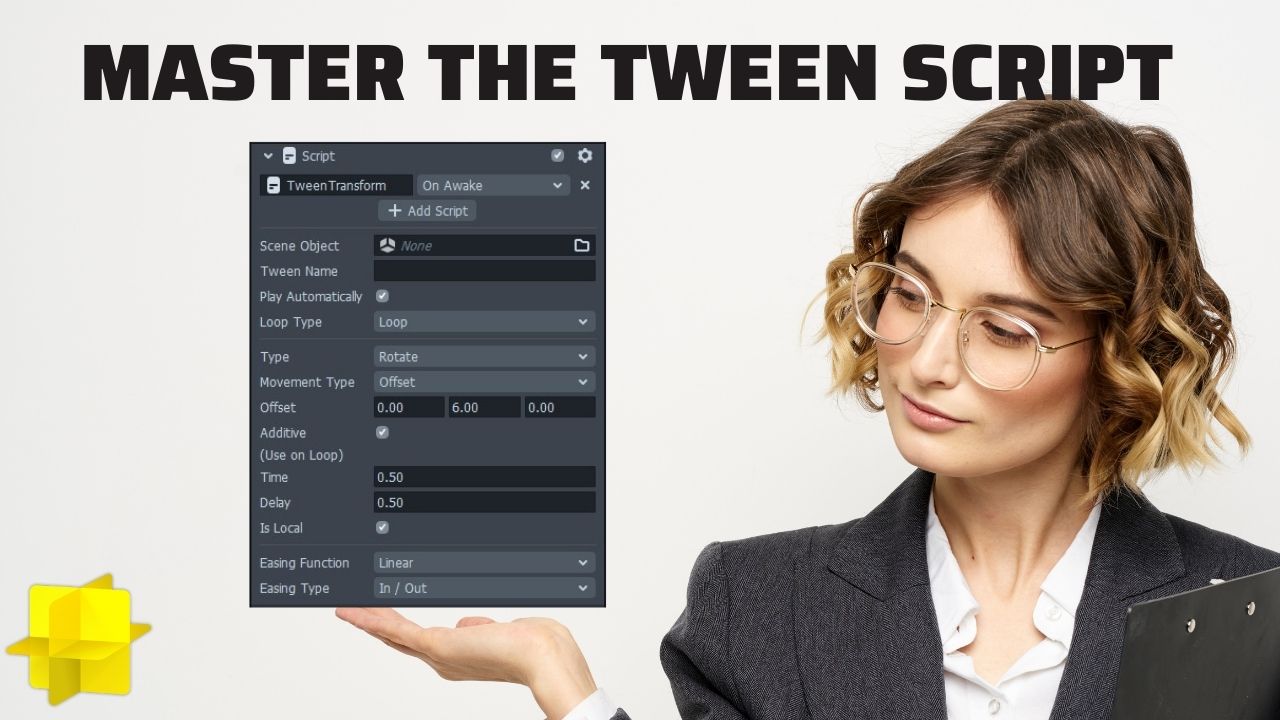 MASTER THE TWEEN SCRIPT
Script
TweenTransform On Awake
Add Script
Scene Object None
Tween Name
Play Automatically
Loop Type Loop
Type Rotate
Movement Type Offset
Offset 0.00 6.00 0.00
Additive
(Use on Loop)
Time 0.50
Delay 0.50
Is Local
Easing Function Linear
Easing Type In / Out